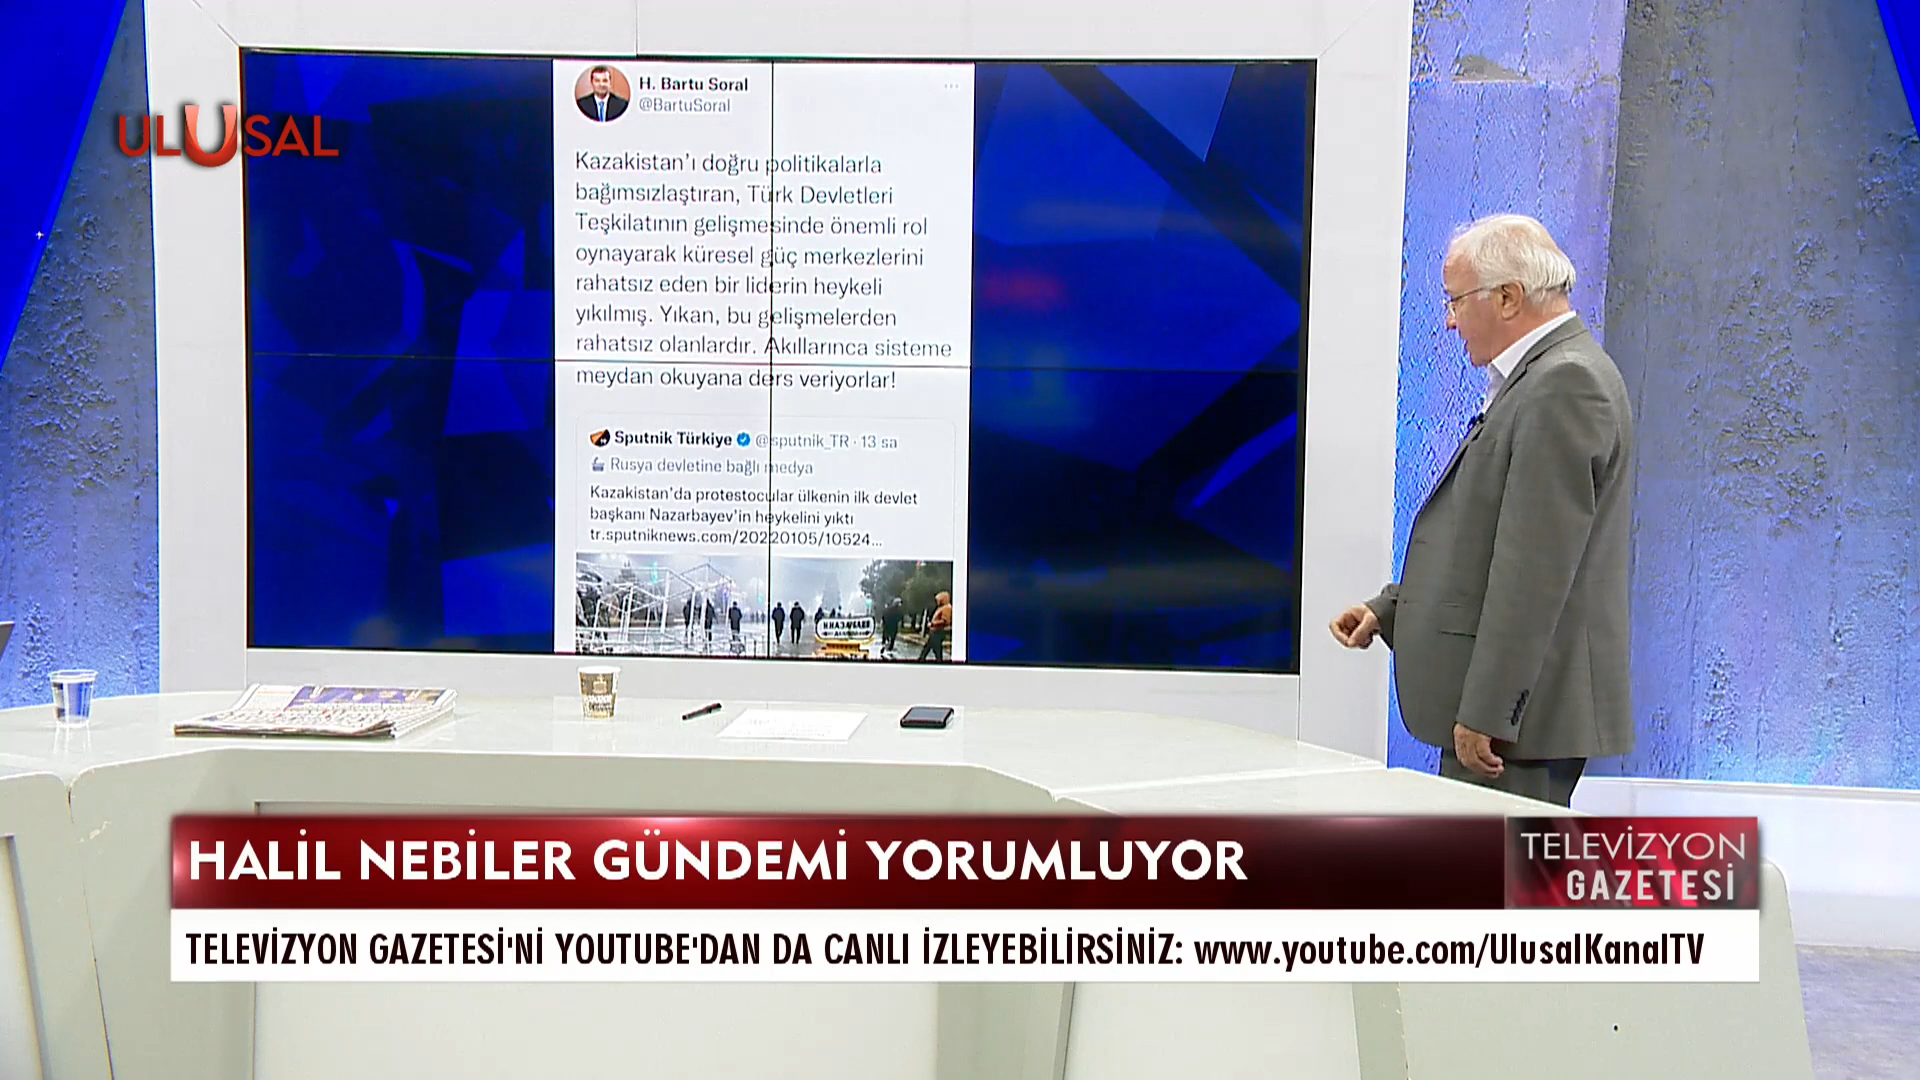 ULUSAL
H. Bartu Soral
@BartuSoral
Kazakistan'ı doğru politikalarla
bağımsızlaştıran, Türk Devletleri
Teşkilatının gelişmesinde önemli rol
oynayarak küresel güç merkezlerini
rahatsız eden bir liderin heykeli
yıkılmış. Yıkan, bu gelişmelerden
rahatsız olanlardır. Akıllarınca sisteme
meydan okuyana ders veriyorlar!
Sputnik Türkiye @sputnik_TR · 13 sa
Rusya devletine bağlı medya
Kazakistan'da protestocular ülkenin ilk devlet
başkanı Nazarbayev'in heykelini yıktı
tr.sputniknews.com/20220105/10524...
HALİL NEBİLER GÜNDEMİ YORUMLUYOR
TELEVİZYON
GAZETESİ
TELEVİZYON GAZETESİ'Nİ YOUTUBE'DAN DA CANLI İZLEYEBİLİRSİNİZ: www.youtube.com/UlusalKanalTV